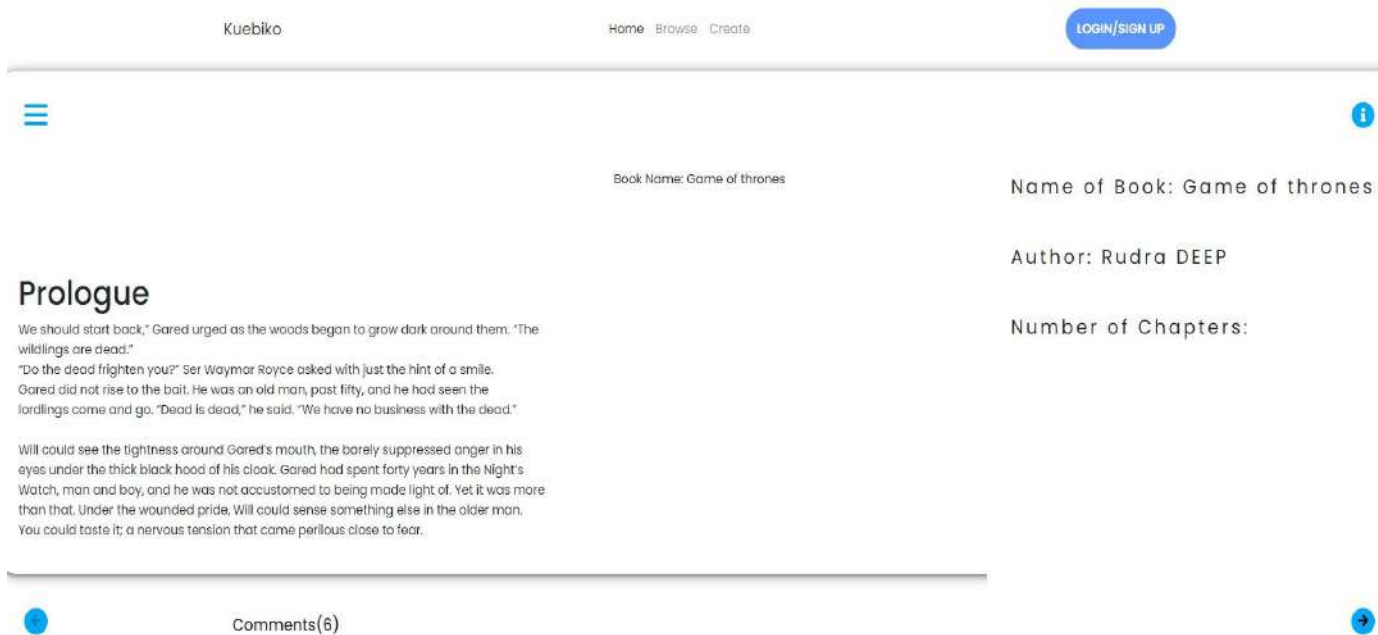 Kuebiko
Home Browse Create
LOGIN/SIGN UP
Book Name: Game of thrones
Name of Book: Game of thrones
Author: Rudra DEEP
Number of Chapters:
Prologue
We should start back,” Gared urged as the woods began to grow dark around them. “The
wildlings are dead.”
“Do the dead frighten you?” Ser Waymar Royce asked with just the hint of a smile.
Gared did not rise to the bait. He was an old man, past fifty, and he had seen the
lordlings come and go. “Dead is dead,” he said. “We have no business with the dead.”
Will could see the tightness around Gared’s mouth, the barely suppressed anger in his
eyes under the thick black hood of his cloak. Gared had spent forty years in the Night’s
Watch, man and boy, and he was not accustomed to being made light of. Yet it was more
than that. Under the wounded pride, Will could sense something else in the older man.
You could taste it; a nervous tension that came perilous close to fear.
Comments(6)